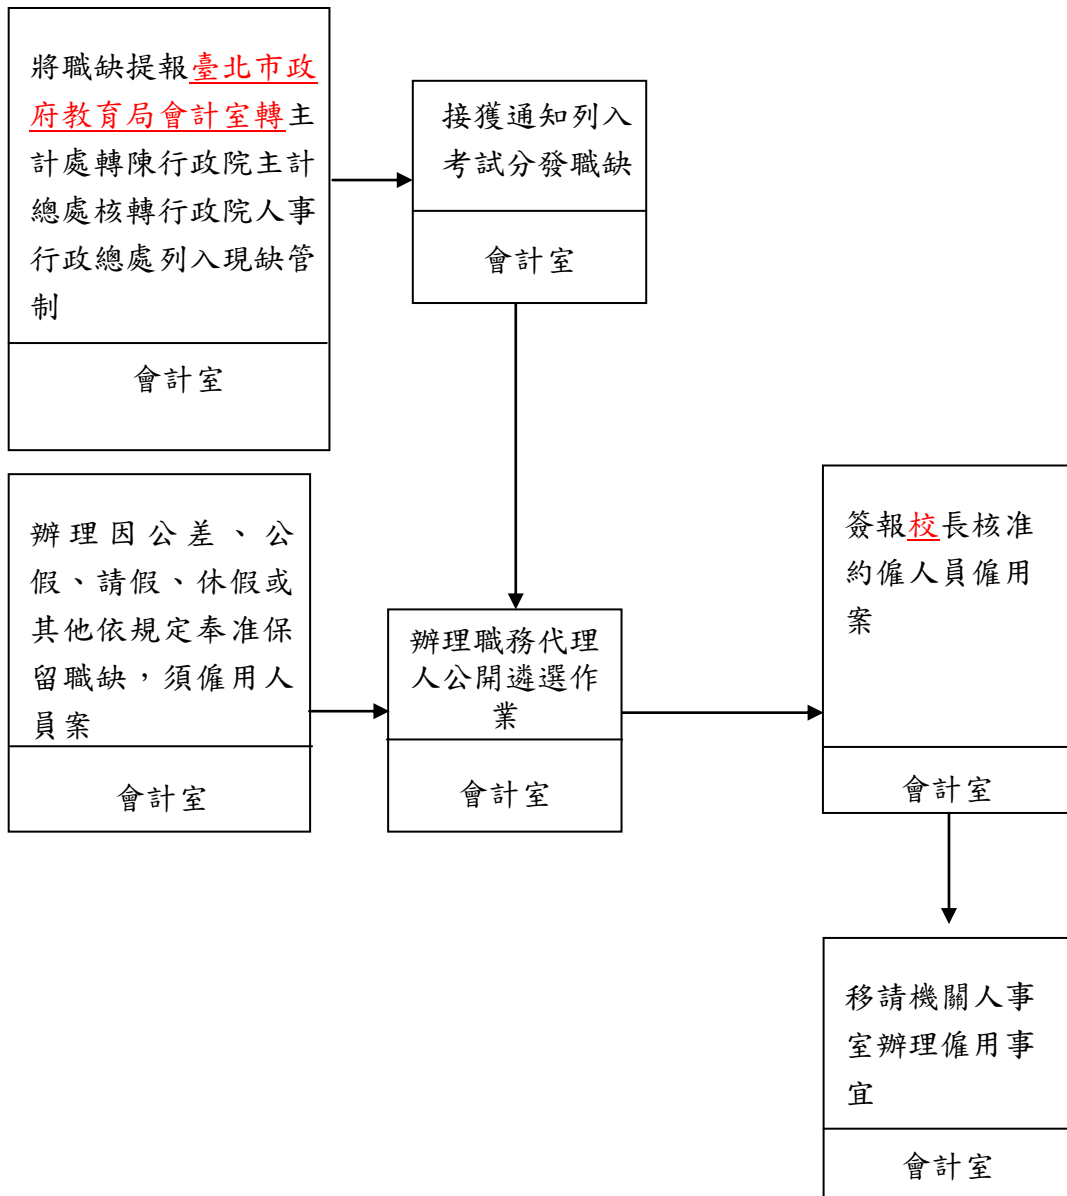 將職缺提報臺北市政
府教育局會計室轉主
計處轉陳行政院主計
總處核轉行政院人事
行政總處列入現缺管
制
會計室
接獲通知列入
考試分發職缺
會計室
辦理因公差、公
假、請假、休假或
其他依規定奉准保
留職缺，須僱用人
員案
會計室
辦理職務代理
人公開遴選作
業
會計室
簽報校長核准
約僱人員僱用
案
會計室
移請機關人事
室辦理僱用事
宜
會計室